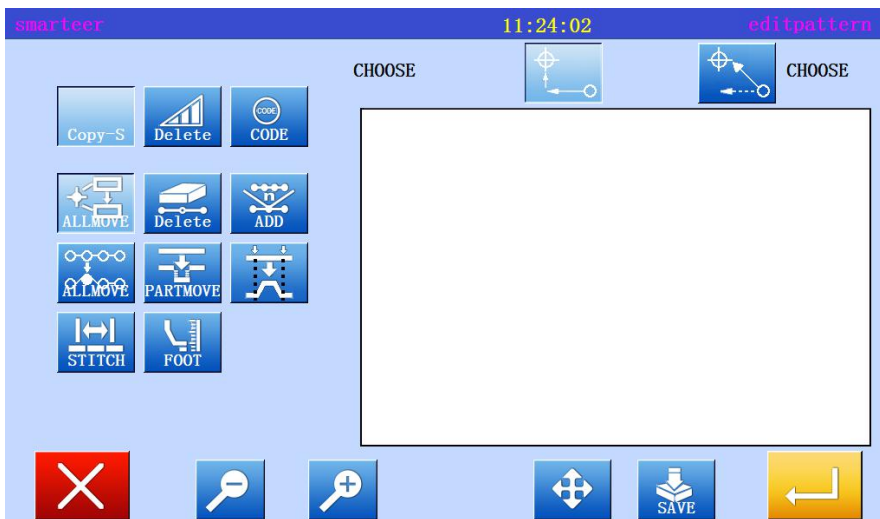 smarteer 11:24:02 editpattern
CHOOSE CHOOSE
Copy-S Delete CODE CODE
ALLMOVE Delete n ADD
ALLMOVE PARTMOVE
STITCH FOOT
SAVE